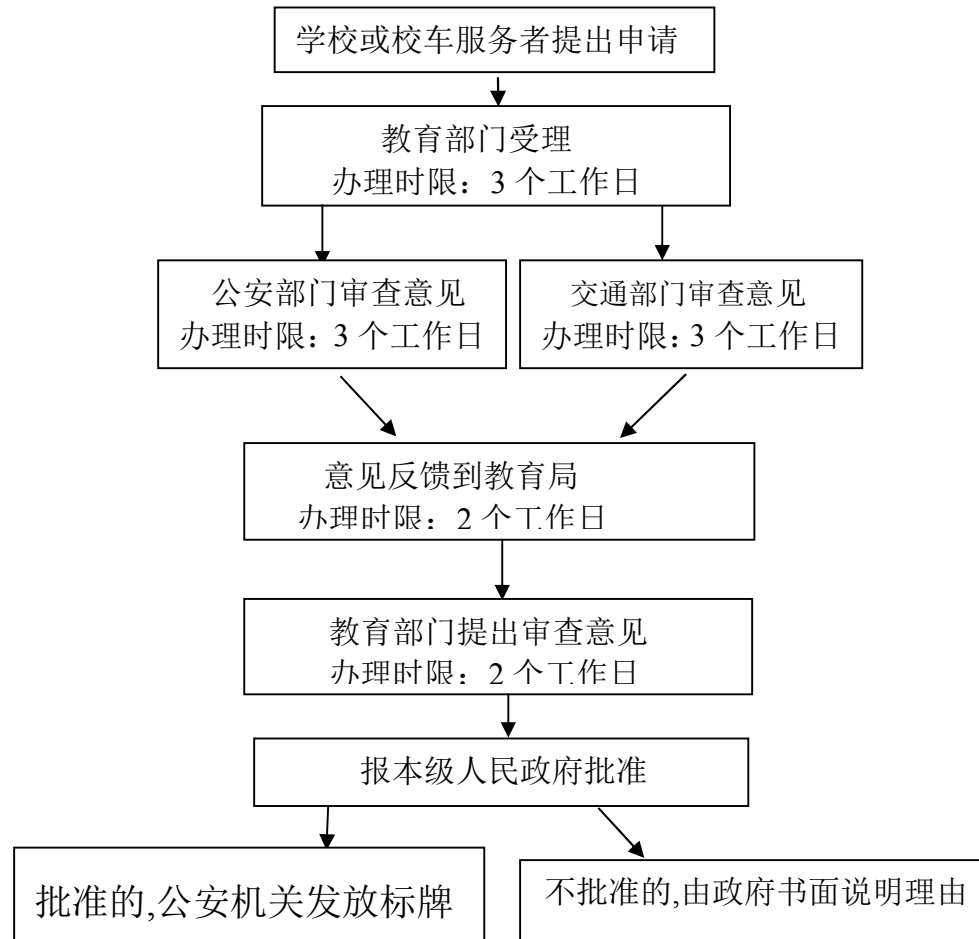 学校或校车服务者提出申请
教育部门受理
办理时限：3 个工作日
公安部门审查意见
办理时限：3 个工作日
交通部门审查意见
办理时限：3 个工作日
意见反馈到教育局
办理时限：2 个工作日
教育部门提出审查意见
办理时限：2 个工作日
报本级人民政府批准
批准的,公安机关发放标牌
不批准的,由政府书面说明理由